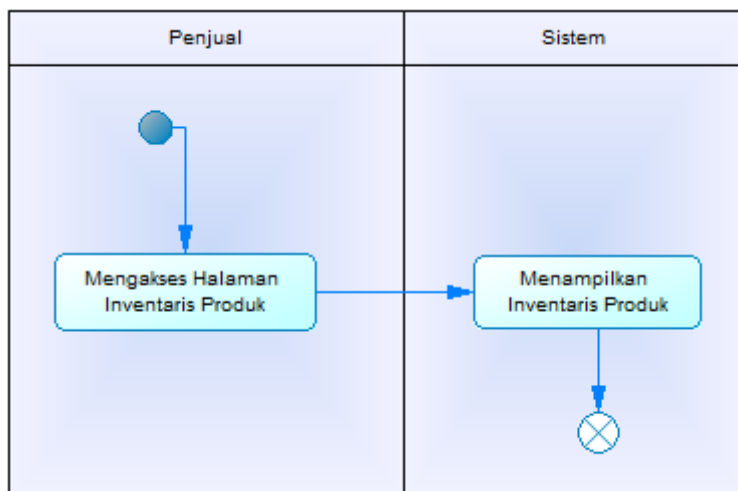 Penjual
Sistem
Mengakses Halaman
Inventaris Produk
Menampilkan
Inventaris Produk